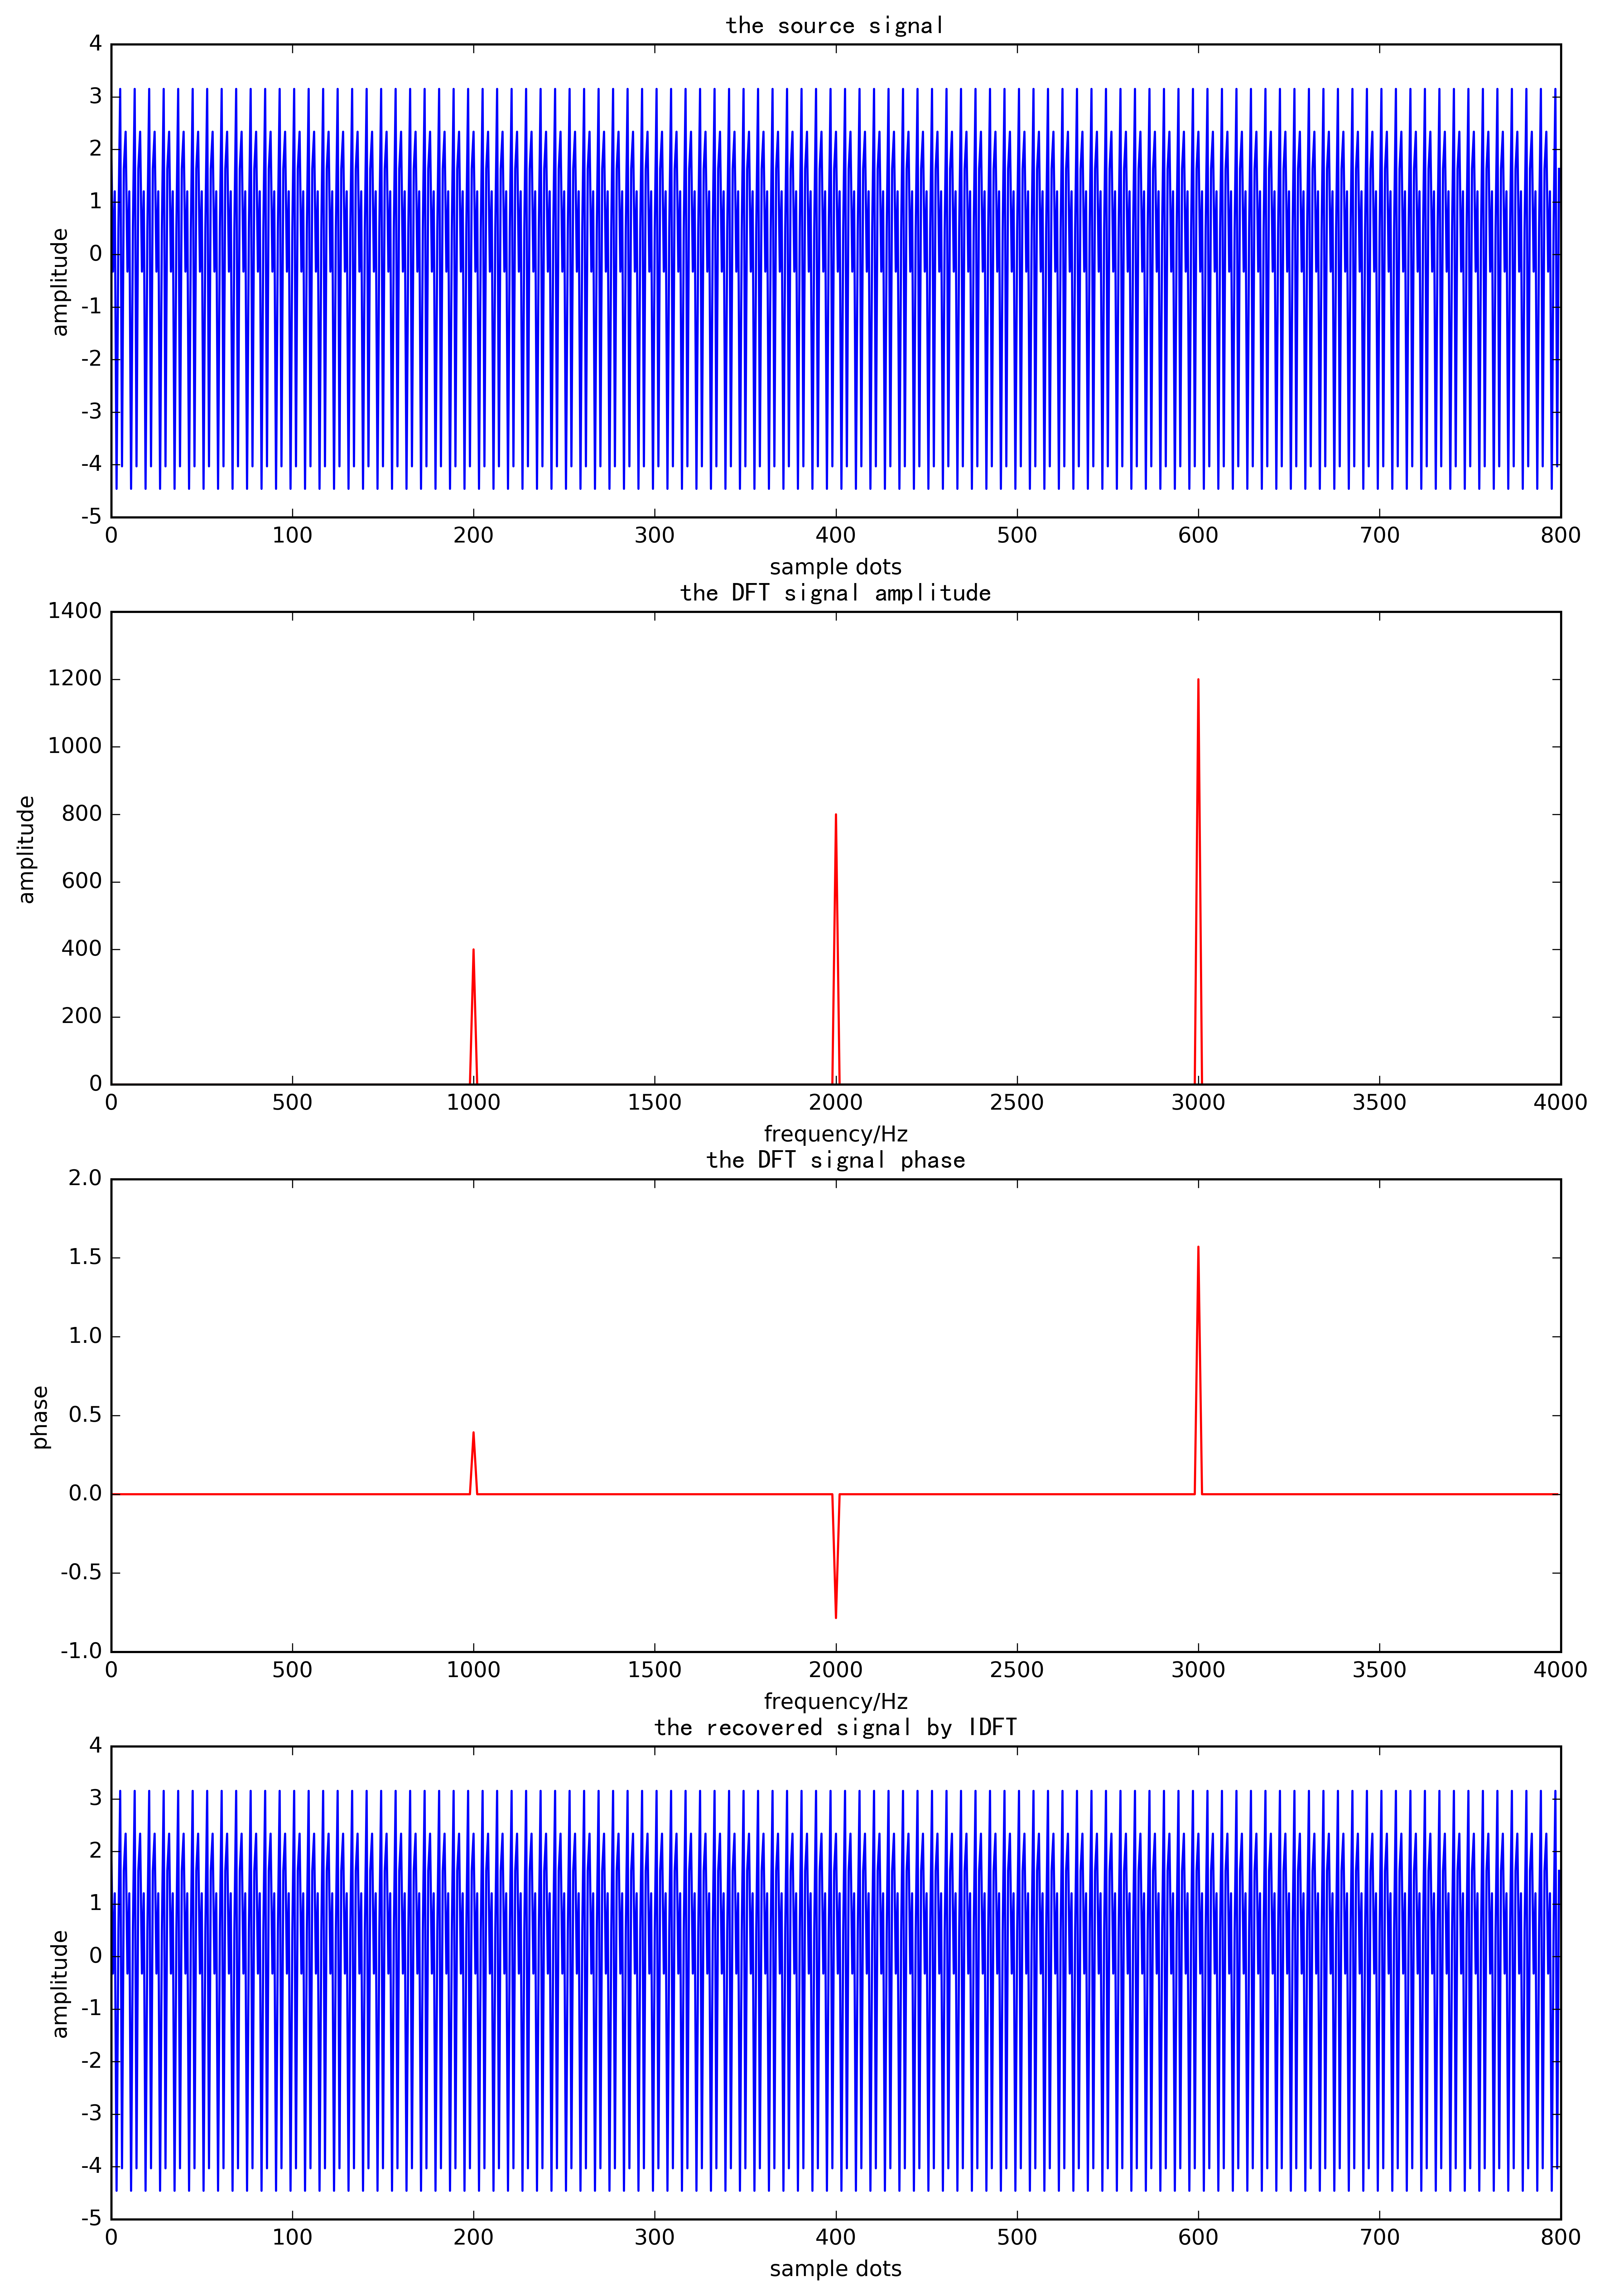 the source signal
4
3
2
1
0
-1
-2
-3
-4
-5
amplitude
0 100 200 300 400 500 600 700 800
sample dots
the DFT signal amplitude
1400
1200
1000
800
600
400
200
0
amplitude
0 500 1000 1500 2000 2500 3000 3500 4000
frequency/Hz
the DFT signal phase
2.0
1.5
1.0
0.5
0.0
-0.5
-1.0
phase
0 500 1000 1500 2000 2500 3000 3500 4000
frequency/Hz
the recovered signal by IDFT
4
3
2
1
0
-1
-2
-3
-4
-5
amplitude
0 100 200 300 400 500 600 700 800
sample dots